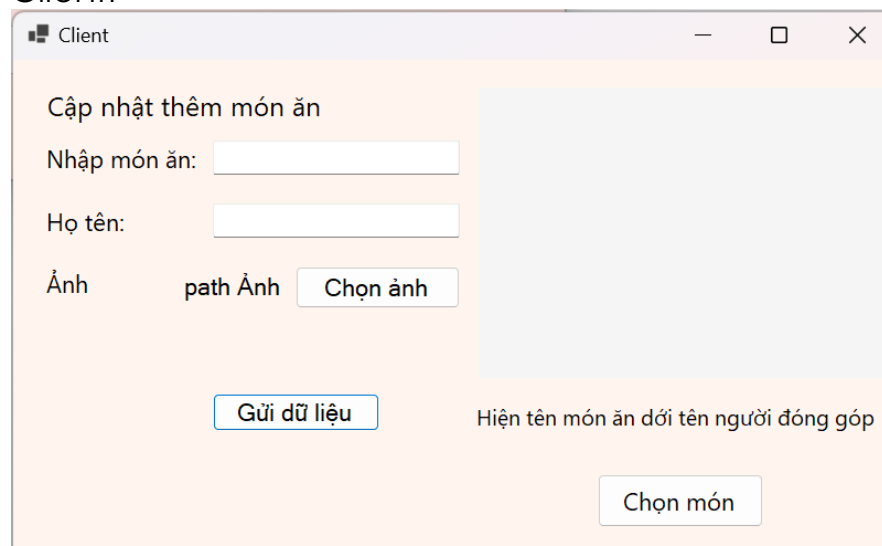 Client
Cập nhật thêm món ăn
Nhập món ăn:
Họ tên:
Ảnh path Ảnh Chọn ảnh
Gửi dữ liệu
Hiện tên món ăn dới tên người đóng góp
Chọn món